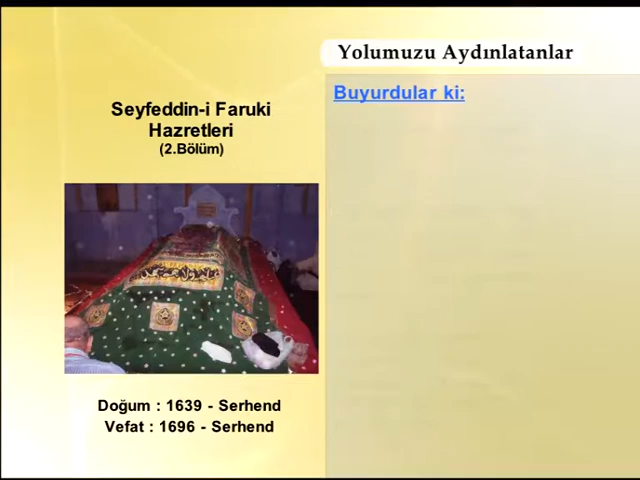 Yolumuzu Aydınlatanlar
Seyfeddin-i Faruki
Hazretleri
(2.Bölüm)
Buyurdular ki:
Doğum : 1639 - Serhend
Vefat : 1696 - Serhend